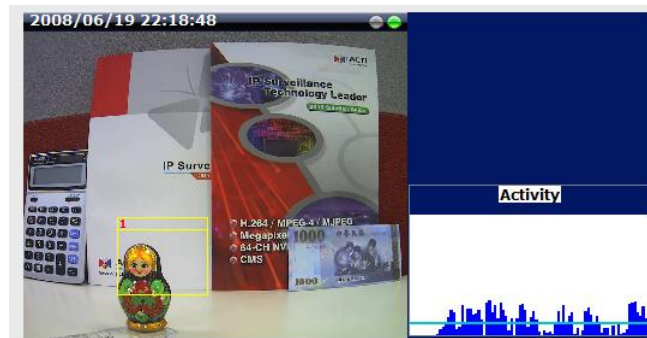 2008/06/19 22:18:48
ACTi
IP Surveillance
Technology Leader
IP Surve
Activity
1
H.264 / MPEG-4 / MJPEG
Megapixe
64-CH NV
CMS
1000
1000